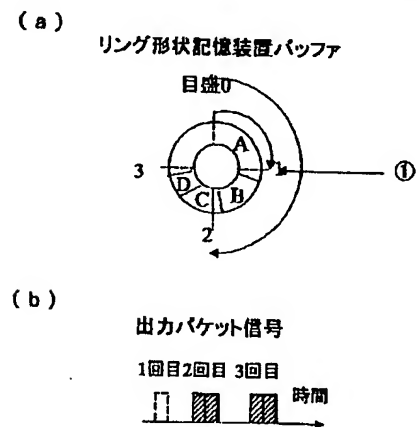 (a)
リング形状記憶装置バッファ
目盛0
A
1
①
3
D
B
C
2
(b)
出力パケット信号
1回目2回目 3回目
時間